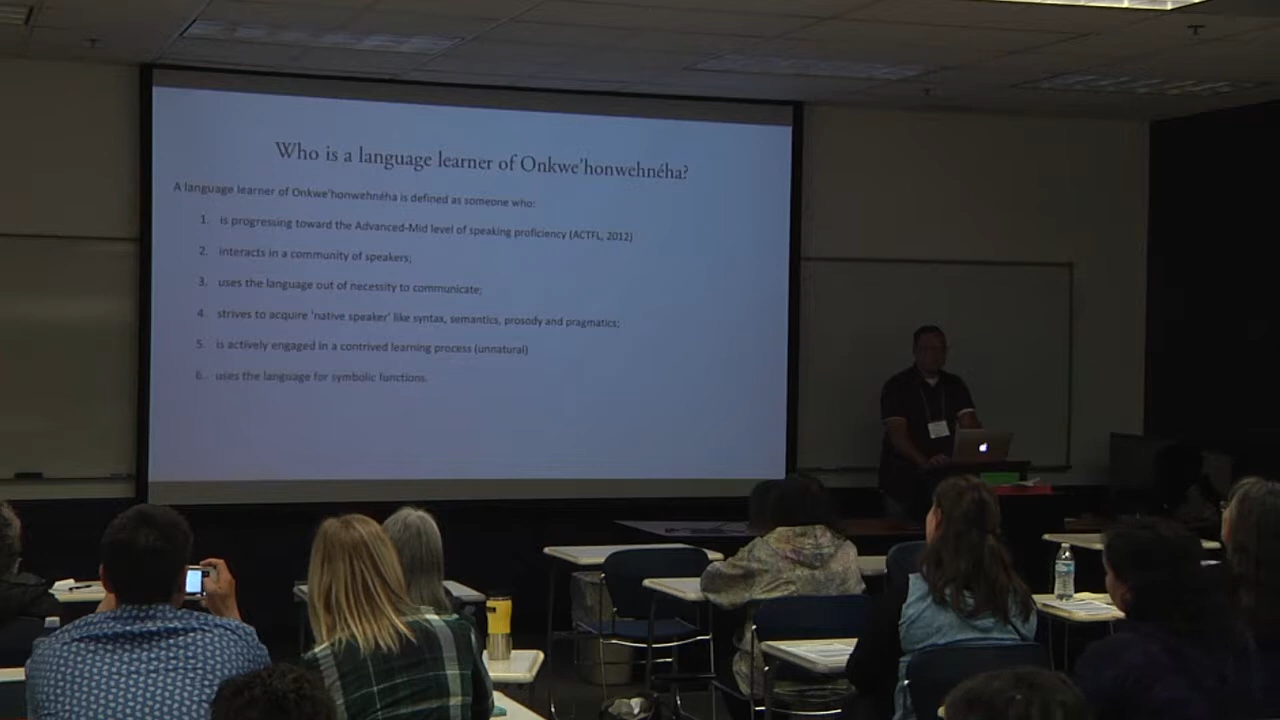 Who is a language learner of Onkwe'honwehnéha?
A language learner of Onkwe'honwehnéha is defined as someone who:
1. is progressing toward the Advanced-Mid level of speaking proficiency (ACTFL, 2012)
2. interacts in a community of speakers;
3. uses the language out of necessity to communicate;
4. strives to acquire 'native speaker' like syntax, semantics, prosody and pragmatics;
5. is actively engaged in a contrived learning process (unnatural)
6. uses the language for symbolic functions.